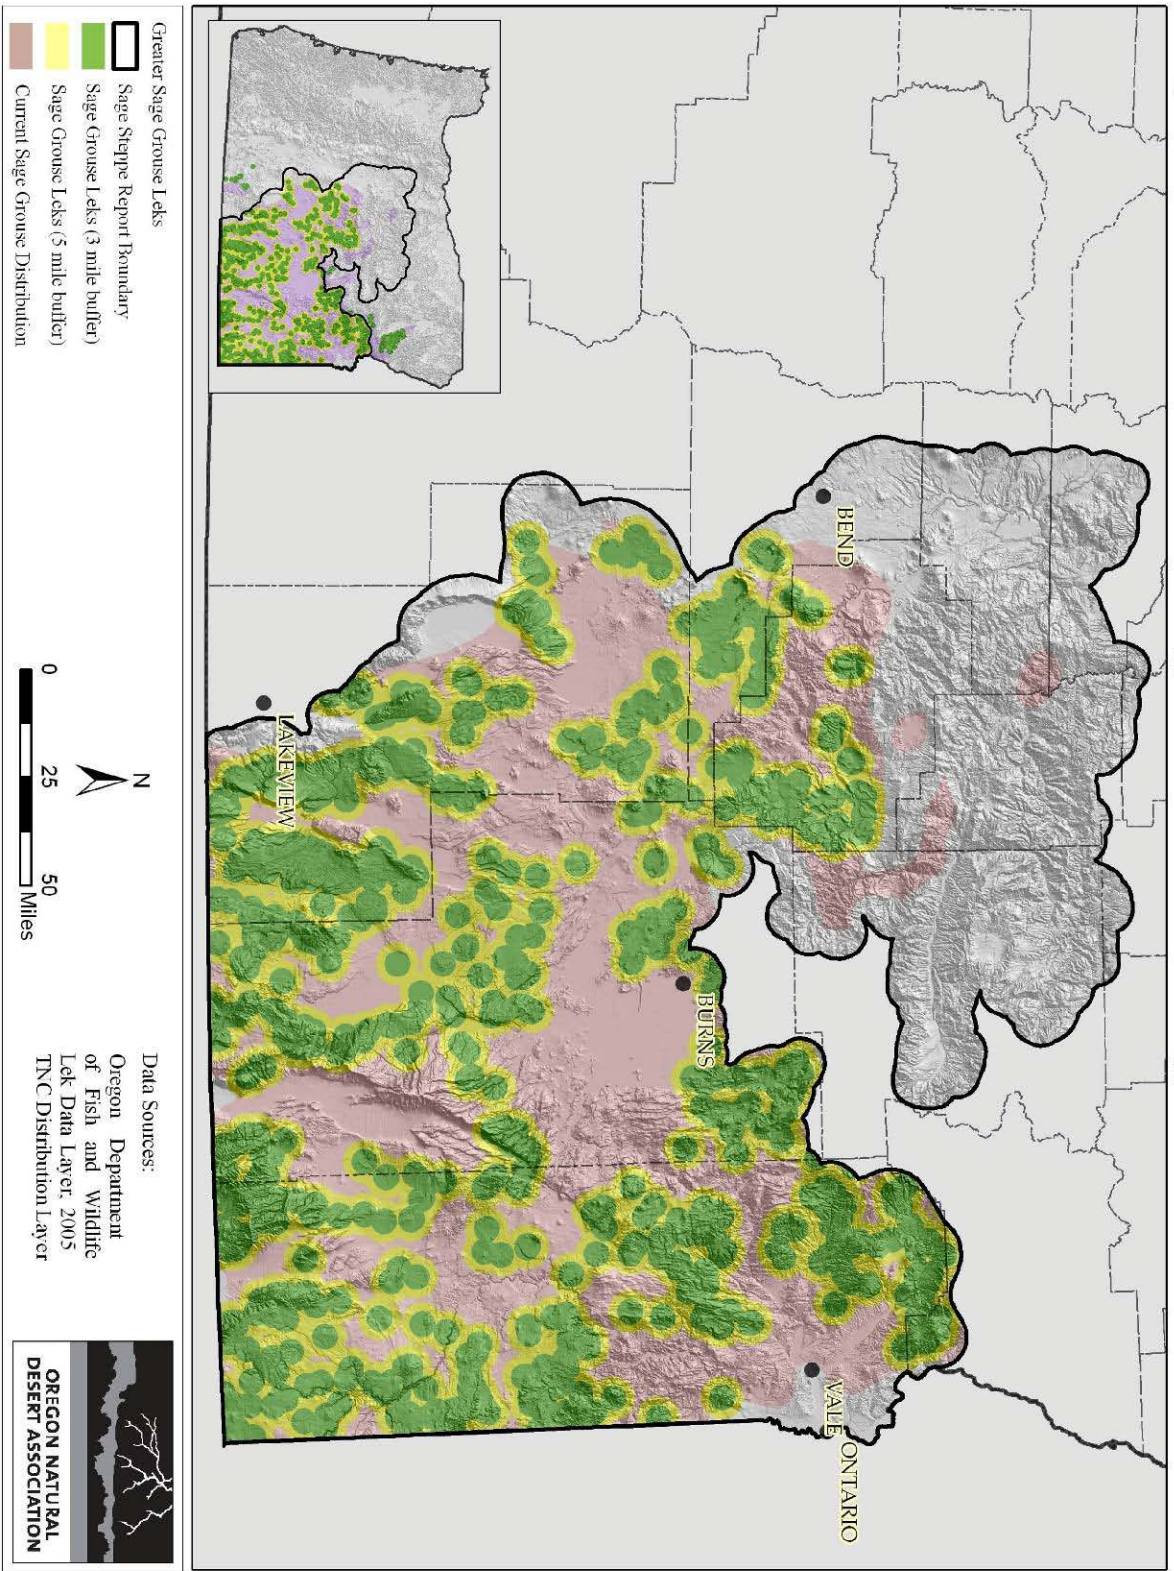 BEND
BURNS
VALE
ONTARIO
LAKEVIEW
Greater Sage Grouse Leks
Sage Steppe Report Boundary
Sage Grouse Leks (3 mile buffer)
Sage Grouse Leks (5 mile buffer)
Current Sage Grouse Distribution
N
0 25 50
Miles
Data Sources:
Oregon Department
of Fish and Wildlife
Lek Data Layer, 2005
TNC Distribution Layer
OREGON NATURAL
DESERT ASSOCIATION